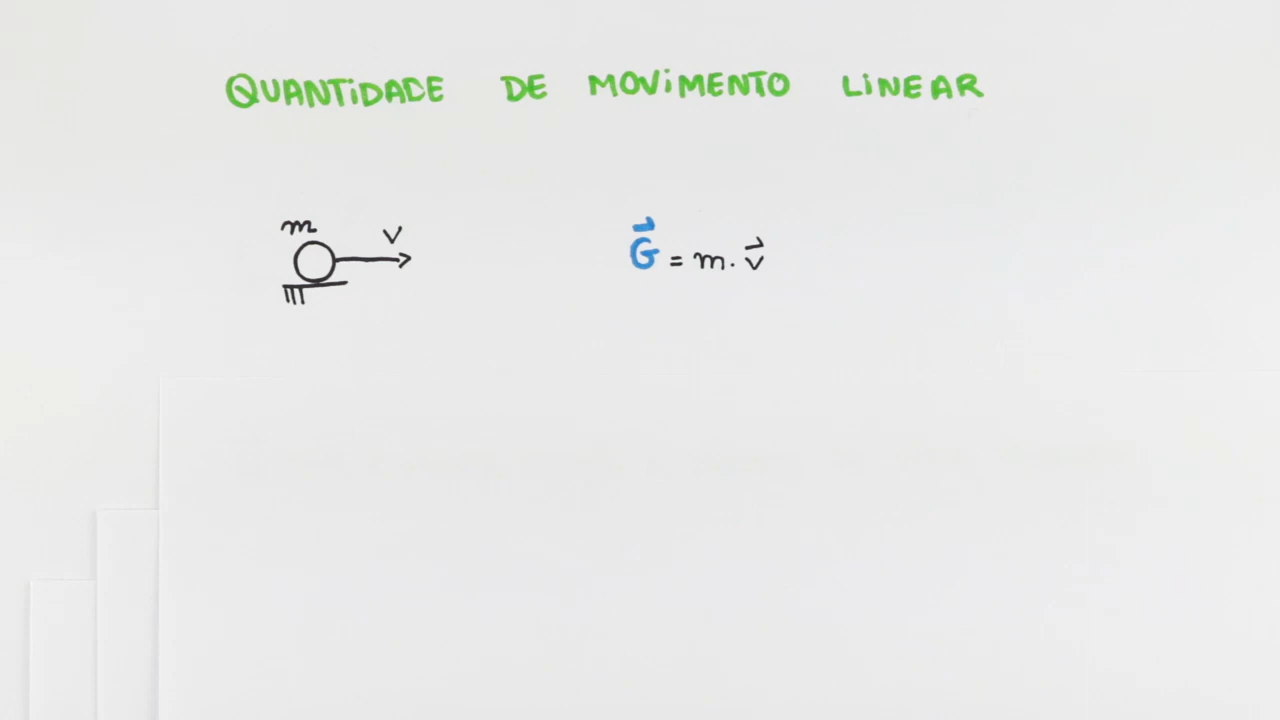 QUANTiDADE DE MOViMENTO LiNEAR
m
v
G⃗ = m . v⃗